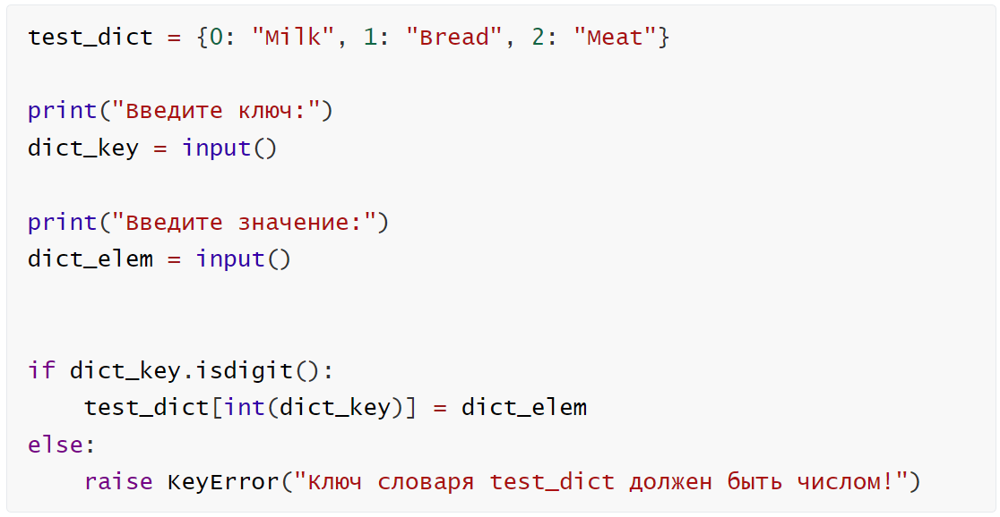 test_dict = {0: "Milk", 1: "Bread", 2: "Meat"}
print("Введите ключ:")
dict_key = input()
print("Введите значение:")
dict_elem = input()
if dict_key.isdigit():
    test_dict[int(dict_key)] = dict_elem
else:
    raise KeyError("Ключ словаря test_dict должен быть числом!")